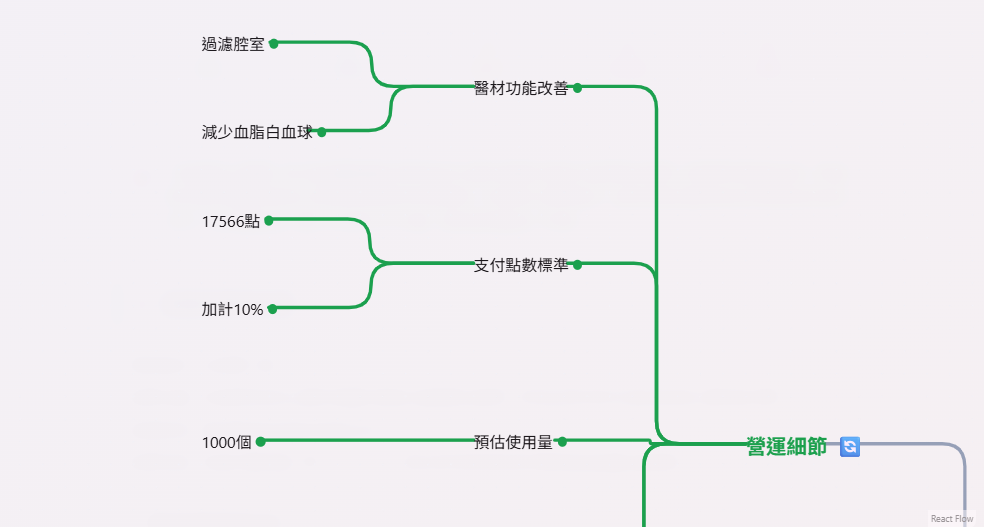 過濾腔室
醫材功能改善
減少血脂白血球
17566點
支付點數標準
加計10%
1000個
預估使用量
營運細節
React Flow